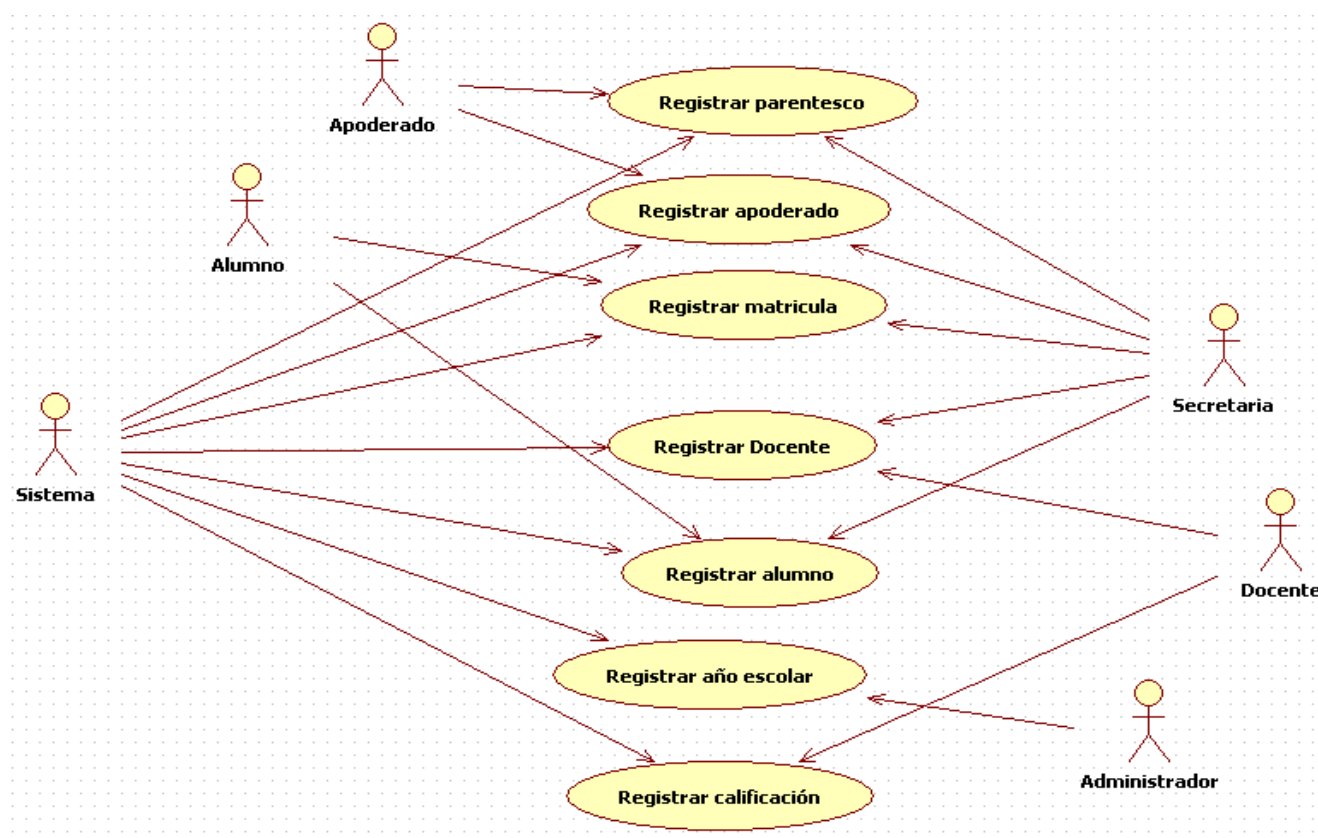 Apoderado
Registrar parentesco
Alumno
Registrar apoderado
Registrar matricula
Secretaria
Sistema
Registrar Docente
Docente
Registrar alumno
Registrar año escolar
Administrador
Registrar calificación